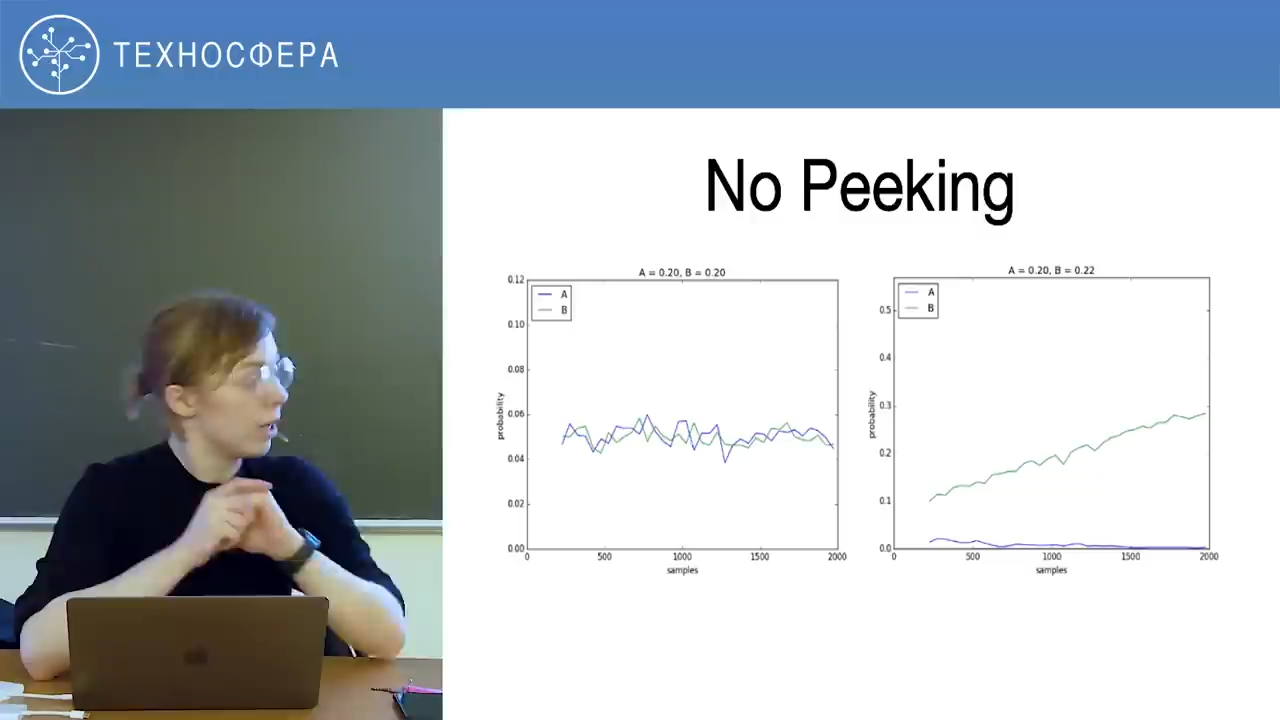 ТЕХНОСФЕРА
No Peeking
A = 0.20, B = 0.20
A
B
0.12
0.10
0.08
0.06
0.04
0.02
0.00
probability
0
500
1000
1500
2000
samples
A = 0.20, B = 0.22
A
B
0.5
0.4
0.3
0.2
0.1
0.0
probability
0
500
1000
1500
2000
samples